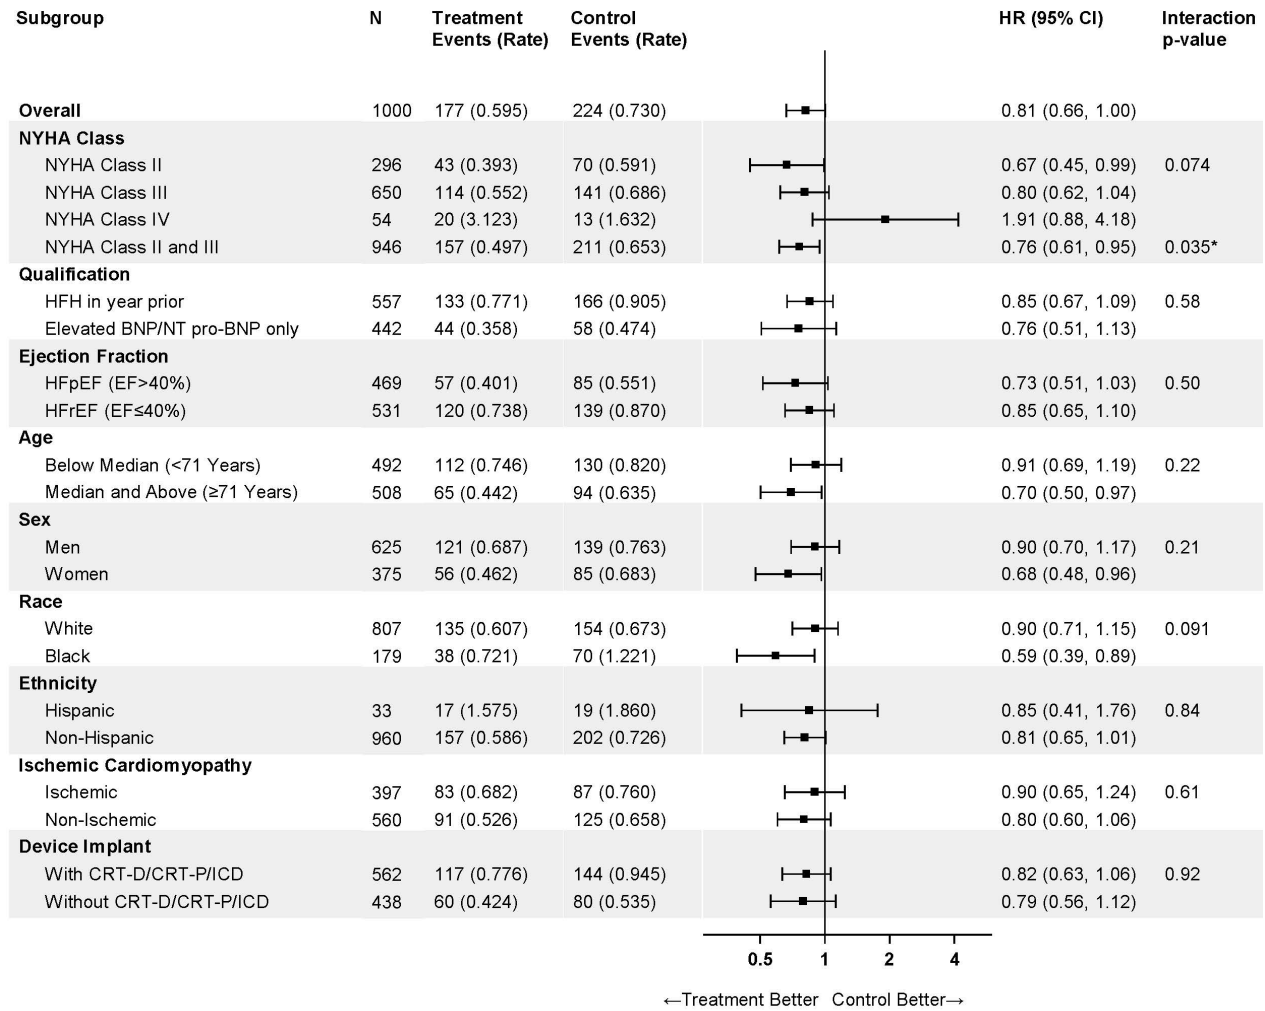 Subgroup N Treatment Control HR (95% CI) Interaction
Events (Rate) Events (Rate) p-value
Overall 1000 177 (0.595) 224 (0.730) 0.81 (0.66, 1.00)
NYHA Class
NYHA Class II 296 43 (0.393) 70 (0.591) 0.67 (0.45, 0.99) 0.074
NYHA Class III 650 114 (0.552) 141 (0.686) 0.80 (0.62, 1.04)
NYHA Class IV 54 20 (3.123) 13 (1.632) 1.91 (0.88, 4.18)
NYHA Class II and III 946 157 (0.497) 211 (0.653) 0.76 (0.61, 0.95) 0.035*
Qualification
HFH in year prior 557 133 (0.771) 166 (0.905) 0.85 (0.67, 1.09) 0.58
Elevated BNP/NT pro-BNP only 442 44 (0.358) 58 (0.474) 0.76 (0.51, 1.13)
Ejection Fraction
HFpEF (EF>40%) 469 57 (0.401) 85 (0.551) 0.73 (0.51, 1.03) 0.50
HFrEF (EF≤40%) 531 120 (0.738) 139 (0.870) 0.85 (0.65, 1.10)
Age
Below Median (<71 Years) 492 112 (0.746) 130 (0.820) 0.91 (0.69, 1.19) 0.22
Median and Above (≥71 Years) 508 65 (0.442) 94 (0.635) 0.70 (0.50, 0.97)
Sex
Men 625 121 (0.687) 139 (0.763) 0.90 (0.70, 1.17) 0.21
Women 375 56 (0.462) 85 (0.683) 0.68 (0.48, 0.96)
Race
White 807 135 (0.607) 154 (0.673) 0.90 (0.71, 1.15) 0.091
Black 179 38 (0.721) 70 (1.221) 0.59 (0.39, 0.89)
Ethnicity
Hispanic 33 17 (1.575) 19 (1.860) 0.85 (0.41, 1.76) 0.84
Non-Hispanic 960 157 (0.586) 202 (0.726) 0.81 (0.65, 1.01)
Ischemic Cardiomyopathy
Ischemic 397 83 (0.682) 87 (0.760) 0.90 (0.65, 1.24) 0.61
Non-Ischemic 560 91 (0.526) 125 (0.658) 0.80 (0.60, 1.06)
Device Implant
With CRT-D/CRT-P/ICD 562 117 (0.776) 144 (0.945) 0.82 (0.63, 1.06) 0.92
Without CRT-D/CRT-P/ICD 438 60 (0.424) 80 (0.535) 0.79 (0.56, 1.12)
0.5 1 2 4
←Treatment Better Control Better→